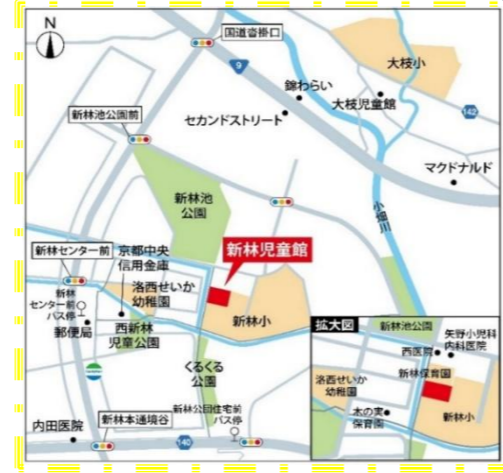 N
国道沓掛口
9
大枝小
錦わらい
大枝児童館
セカンドストリート
142
新林池公園前
マクドナルド
新林池
公園
小畑川
新林児童館
新林センター前
京都中央
信用金庫
洛西せいか
幼稚園
新林
センター前
バス停
郵便局
西新林
児童公園
新林小
くるくる
公園
新林公団住宅前
バス停
内田医院
新林本通境谷
140
拡大図
新林池公園
矢野小児科
内科医院
西医院
新林保育園
洛西せいか
幼稚園
太の実
保育園
新林小